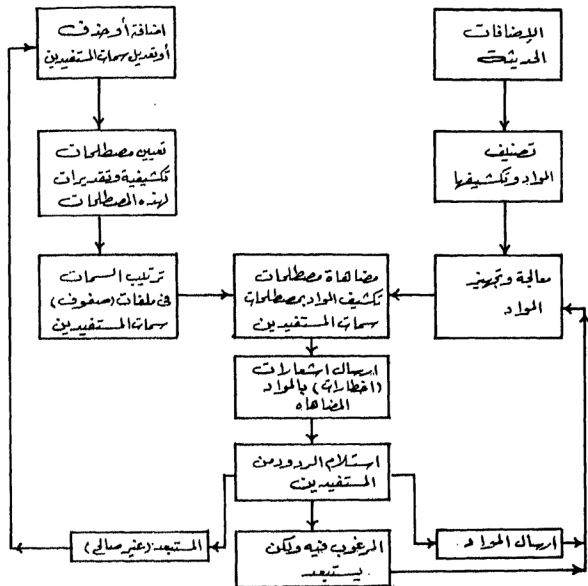 الإضافات
الحديثة
اضافة أو حذف
أو تعديل سمات المستفيدين
تصنيف
المواد وتكشيفها
تعيين مصطلحات
تكشيفية وتقديرات
لهذه المصطلحات
معالجة وتجهيز
المواد
مضاهاة مصطلحات
تكشيف المواد بمصطلحات
سمات المستفيدين
ترتيب السمات
فى ملفات (صفوف)
سمات المستفيدين
ارسال اشعارات
(اخطارات) بالمواد
المضاهاه
استلام الردود من
المستفيدين
ارسال المواد.
المرغوب فيه ولكن
يستبعد
المستبعد (غير صالح)